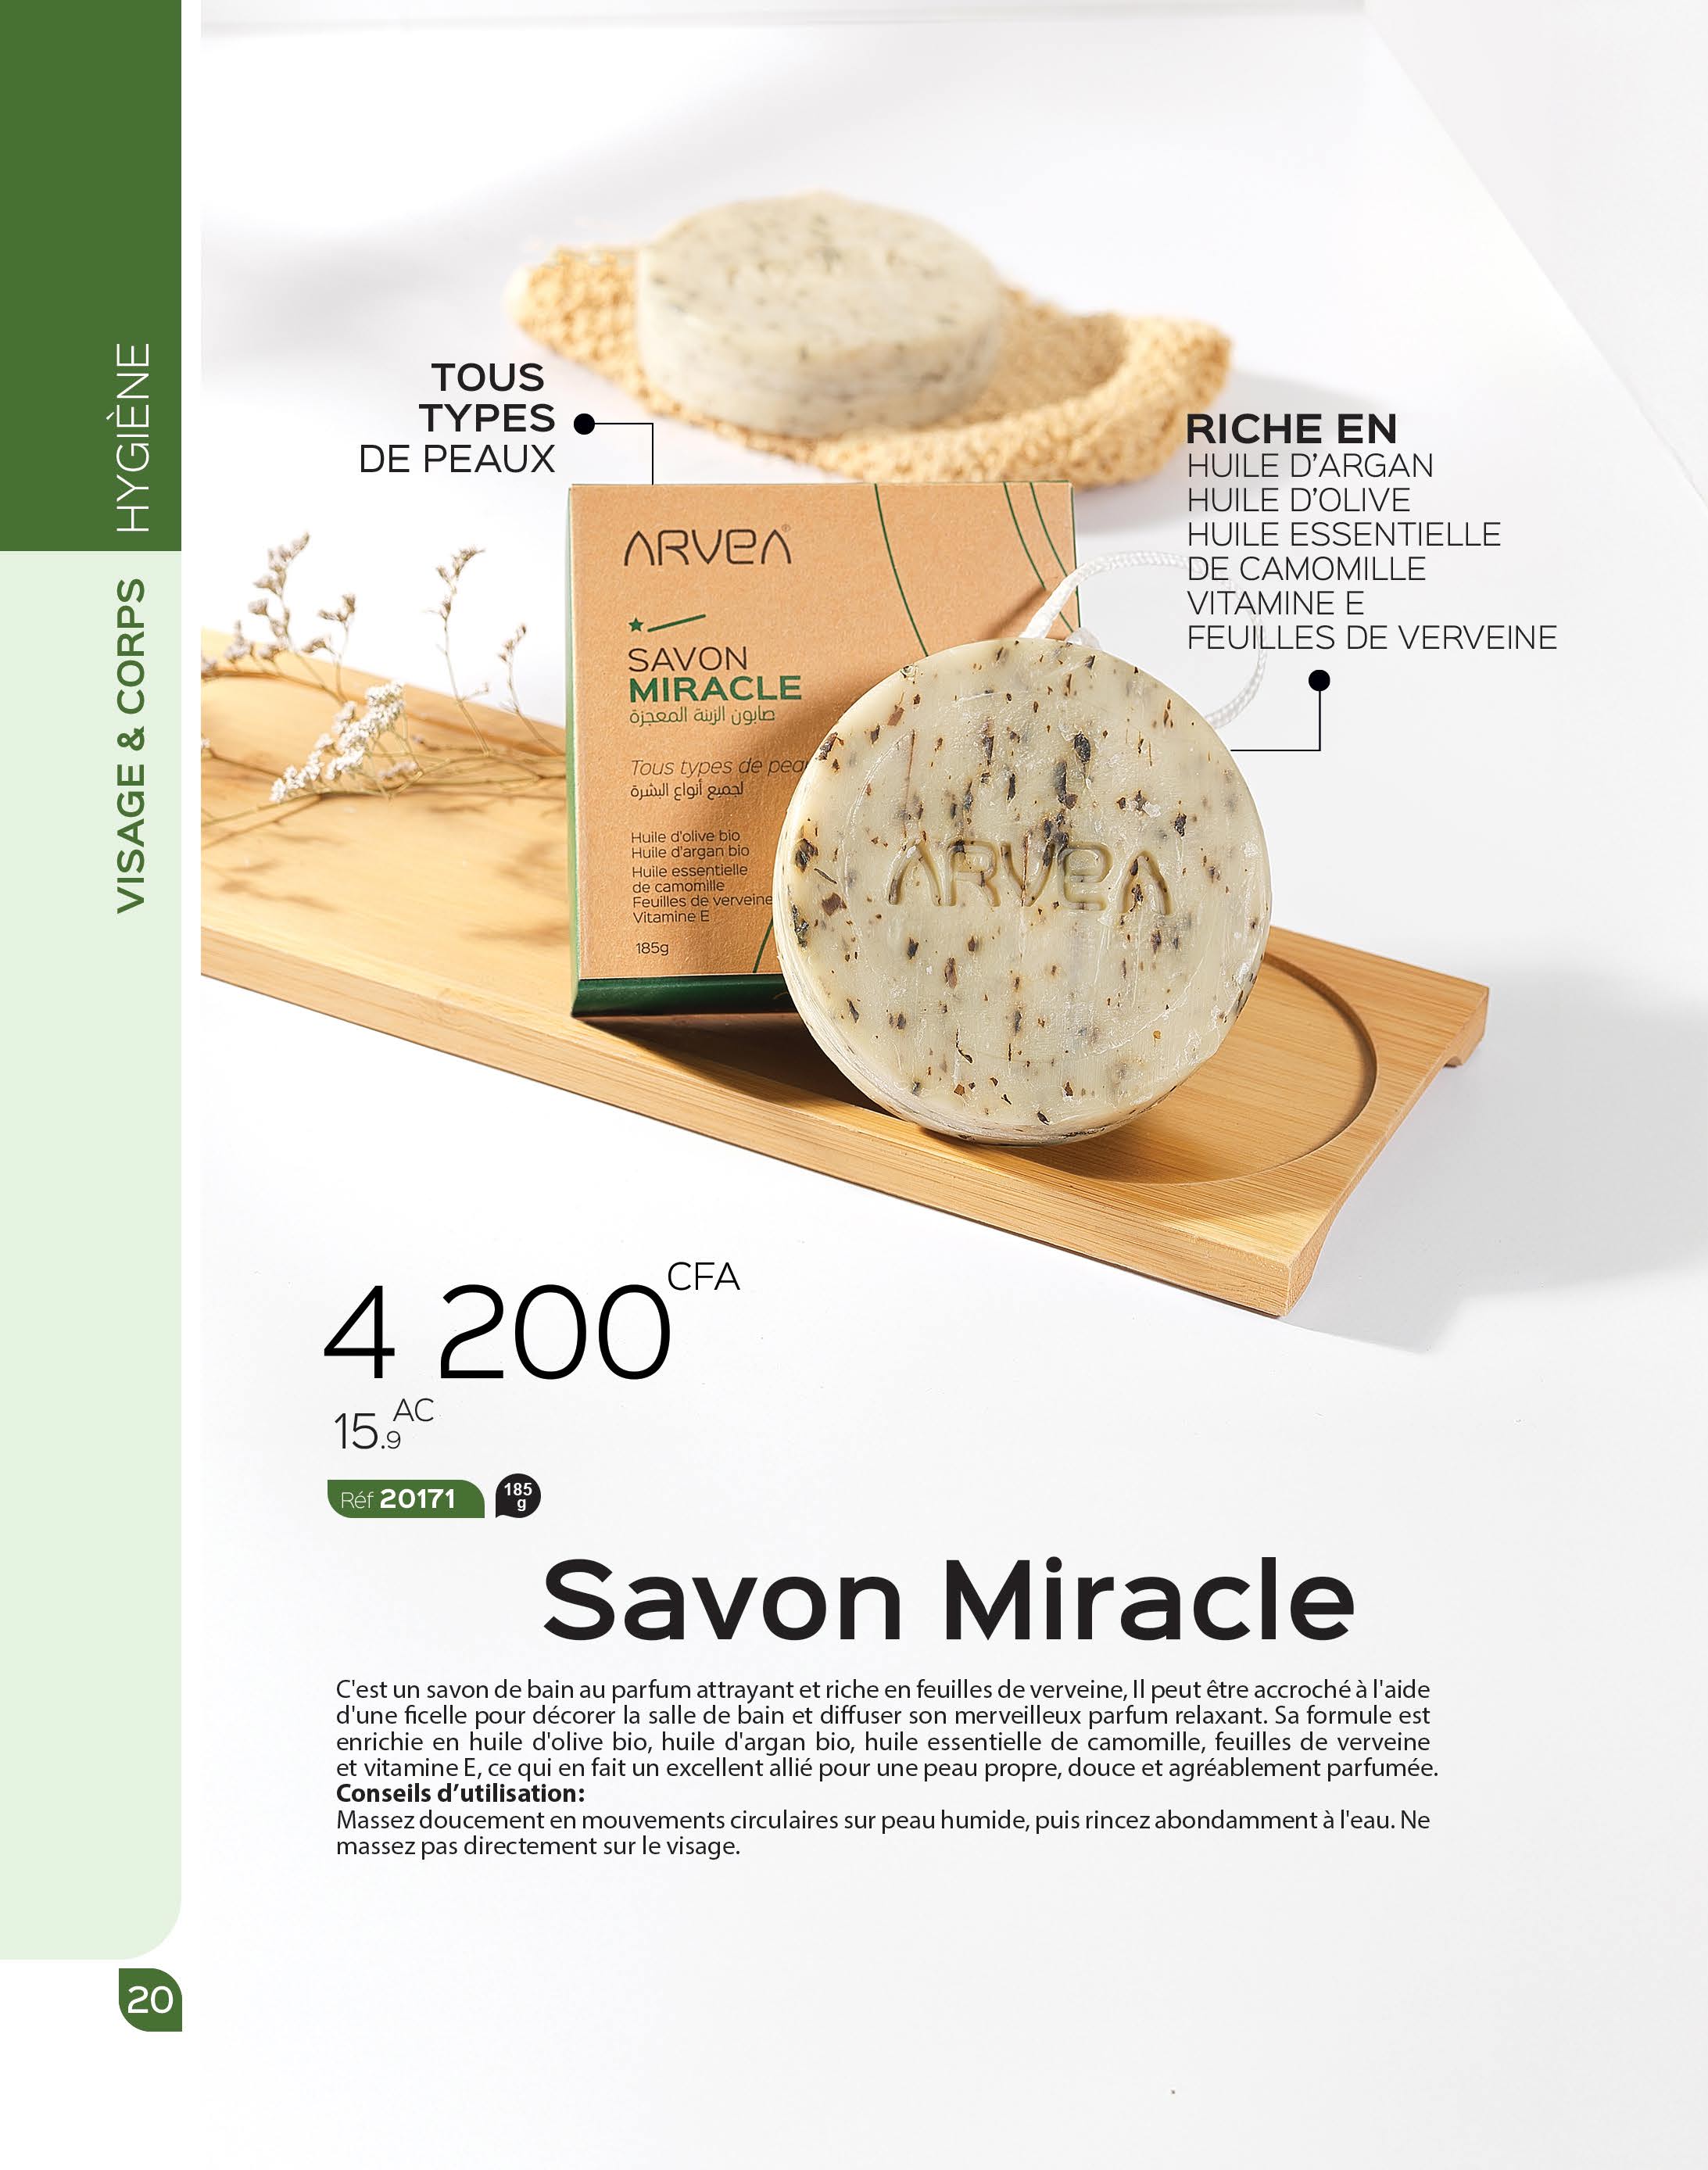 HYGIÈNE
VISAGE & CORPS
TOUS
TYPES
DE PEAUX
RICHE EN
HUILE D'ARGAN
HUILE D'OLIVE
HUILE ESSENTIELLE
DE CAMOMILLE
VITAMINE E
FEUILLES DE VERVEINE
ARVEA®
SAVON
MIRACLE
صابون الزينة المعجزة
Tous types de pea
لجميع أنواع البشرة
Huile d'olive bio
Huile d'argan bio
Huile essentielle
de camomille
Feuilles de verveine
Vitamine E
185g
ARVEA
4 200 CFA
15.9 AC
Réf 20171
185
g
Savon Miracle
C'est un savon de bain au parfum attrayant et riche en feuilles de verveine, Il peut être accroché à l'aide
d'une ficelle pour décorer la salle de bain et diffuser son merveilleux parfum relaxant. Sa formule est
enrichie en huile d'olive bio, huile d'argan bio, huile essentielle de camomille, feuilles de verveine
et vitamine E, ce qui en fait un excellent allié pour une peau propre, douce et agréablement parfumée.
Conseils d'utilisation:
Massez doucement en mouvements circulaires sur peau humide, puis rincez abondamment à l'eau. Ne
massez pas directement sur le visage.
20